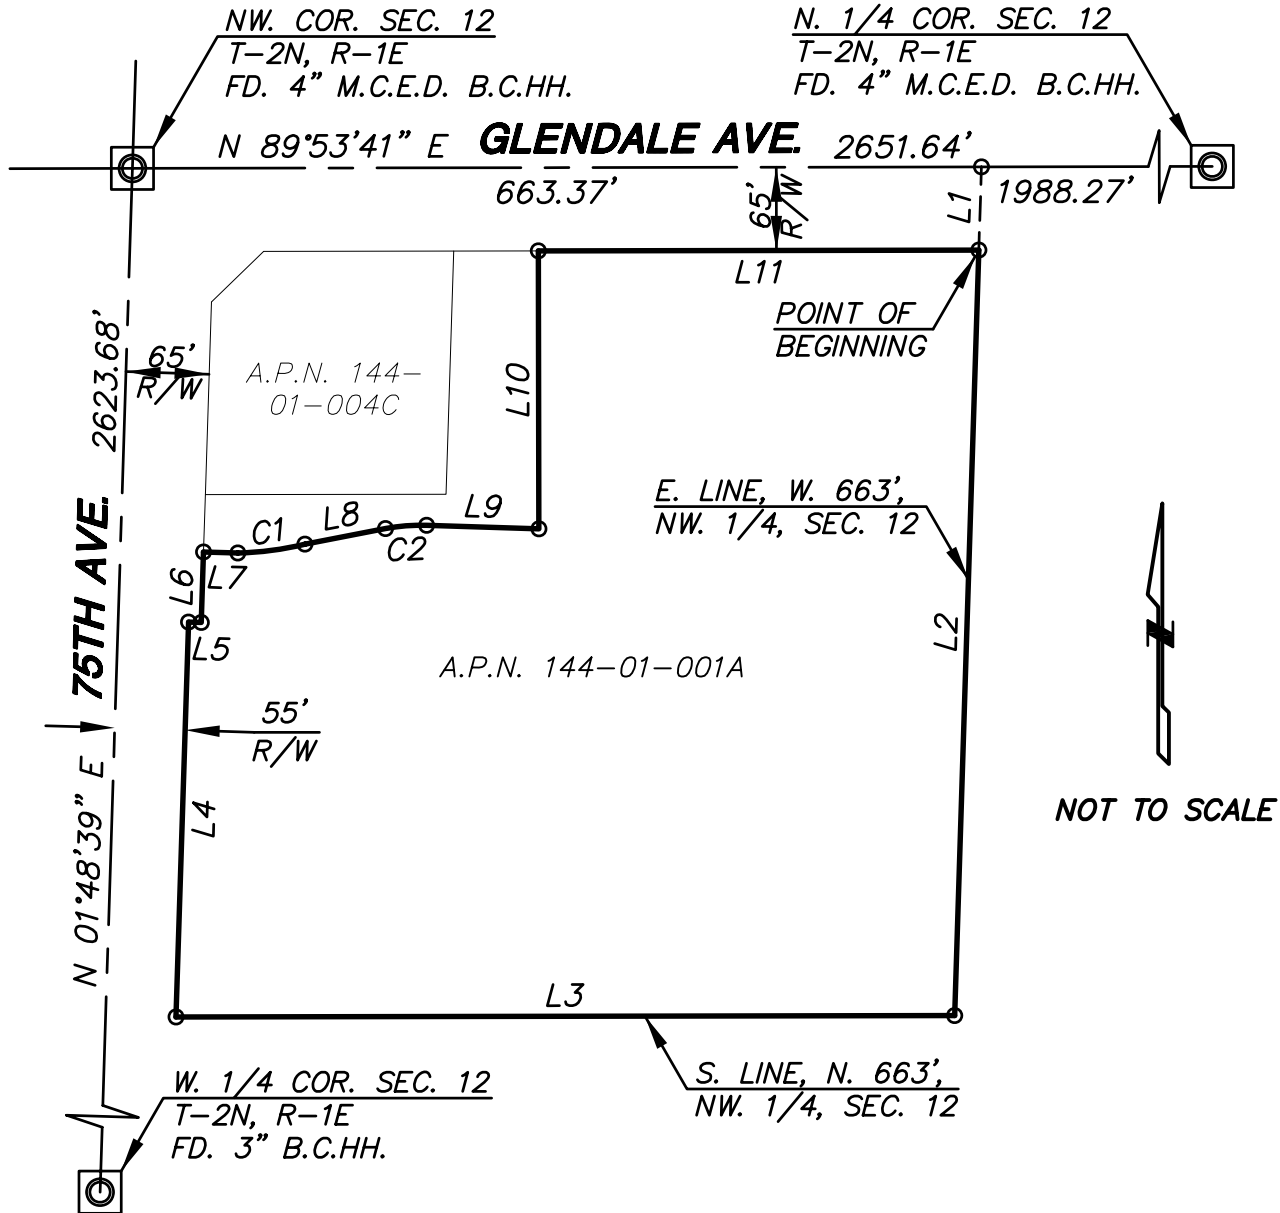 NW. COR. SEC. 12
T-2N, R-1E
FD. 4" M.C.E.D. B.C.HH.
N. 1/4 COR. SEC. 12
T-2N, R-1E
FD. 4" M.C.E.D. B.C.HH.
N 89°53'41" E
GLENDALE AVE.
2651.64'
663.37'
65'
R/W
L1
1988.27'
L11
POINT OF
BEGINNING
2623.68'
65'
R/W
A.P.N. 144-
01-004C
L10
E. LINE, W. 663',
NW. 1/4, SEC. 12
75TH AVE.
C1
L8
L9
C2
L6
L7
L5
L2
A.P.N. 144-01-001A
55'
R/W
N
N 01°48'39" E
L4
NOT TO SCALE
L3
S. LINE, N. 663',
NW. 1/4, SEC. 12
W. 1/4 COR. SEC. 12
T-2N, R-1E
FD. 3" B.C.HH.